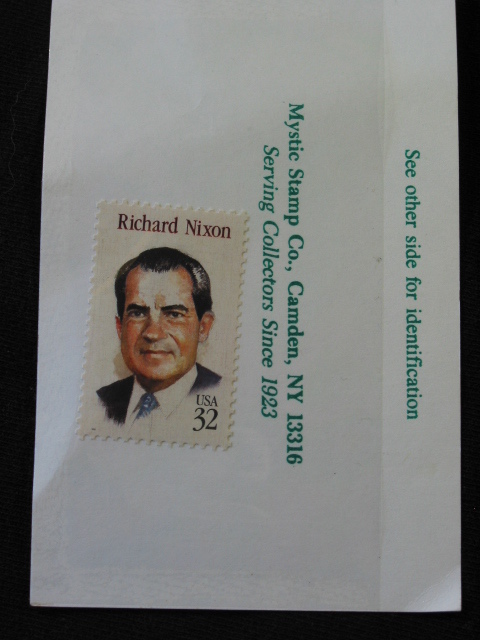 Richard Nixon
USA
32
Mystic Stamp Co., Camden, NY 13316
Serving Collectors Since 1923
See other side for identification